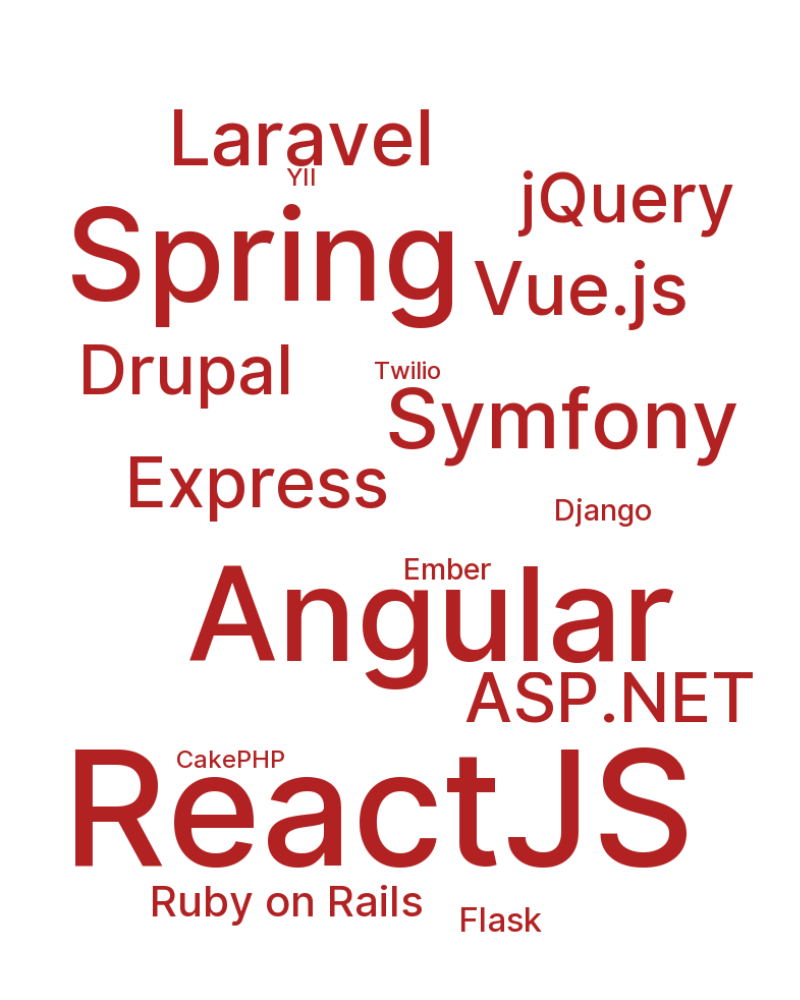 Laravel
YII
jQuery
Spring
Vue.js
Drupal
Twilio
Symfony
Express
Django
Ember
Angular
ASP.NET
CakePHP
ReactJS
Ruby on Rails
Flask